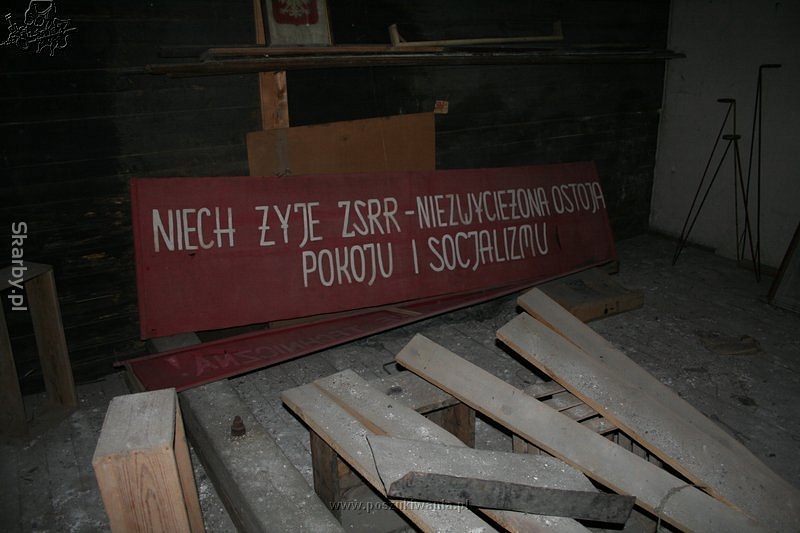 NIECH ŻYJE ZSRR - NIEZWYCIĘŻONA OSTOJA
POKOJU I SOCJALIZMU
Skarby.pl
www.poszukiwania.pl